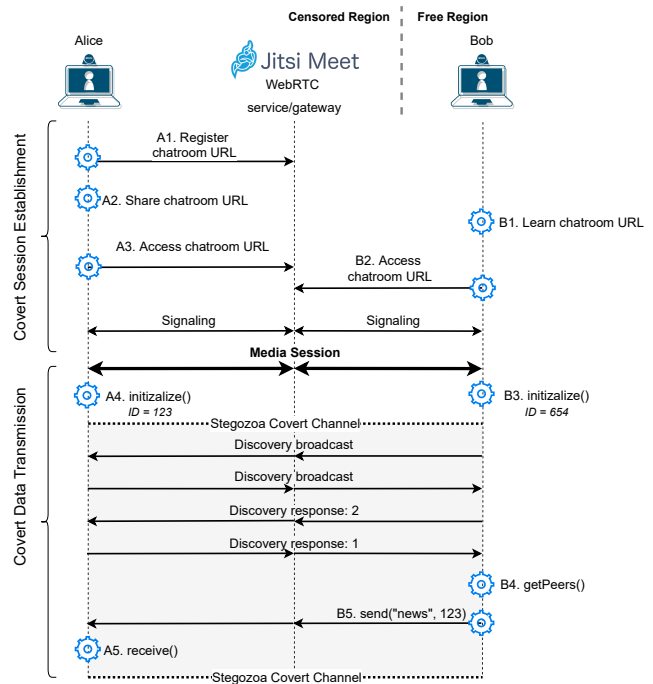 Censored Region
Free Region
Alice
Bob
Jitsi Meet
WebRTC
service/gateway
Covert Session Establishment
A1. Register
chatroom URL
A2. Share chatroom URL
B1. Learn chatroom URL
A3. Access chatroom URL
B2. Access
chatroom URL
Signaling
Signaling
Media Session
Covert Data Transmission
A4. initizalize()
ID = 123
B3. initizalize()
ID = 654
Stegozoa Covert Channel
Discovery broadcast
Discovery broadcast
Discovery response: 2
Discovery response: 1
B4. getPeers()
B5. send("news", 123)
A5. receive()
Stegozoa Covert Channel